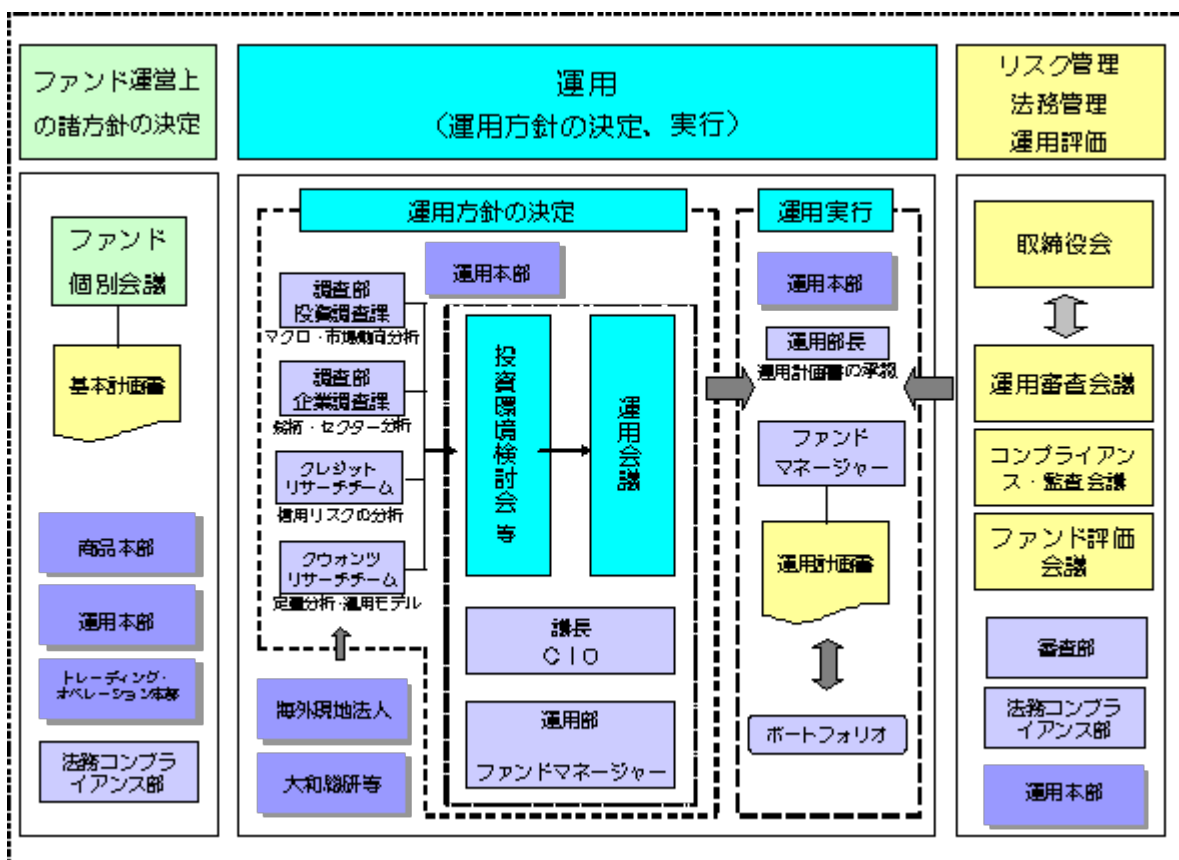 ファンド運営上
の諸方針の決定
運用
（運用方針の決定、実行）
リスク管理
法務管理
運用評価
ファンド
個別会議
基本計画書
商品本部
運用本部
トレーディング・
オペレーション本部
法務コンプラ
イアンス部
運用方針の決定
運用本部
調査部
投資調査課
マクロ・市場動向分析
調査部
企業調査課
銘柄・セクター分析
クレジット
リサーチチーム
信用リスクの分析
クウォンツ
リサーチチーム
定量分析・運用モデル
海外現地法人
大和総研等
投資環境検討会 等
運用会議
議長
ＣＩＯ
運用部
ファンドマネージャー
運用実行
運用本部
運用部長
運用計画書の承認
ファンド
マネージャー
運用計画書
ポートフォリオ
取締役会
運用審査会議
コンプライアン
ス・監査会議
ファンド評価
会議
審査部
法務コンプラ
イアンス部
運用本部